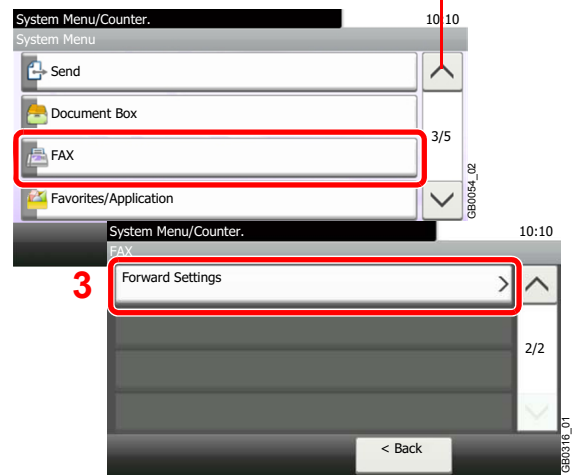 System Menu/Counter.
10:10
System Menu
Send
Document Box
3/5
FAX
Favorites/Application
GB0054_02
System Menu/Counter.
10:10
FAX
3
Forward Settings
2/2
< Back
GB0316_01